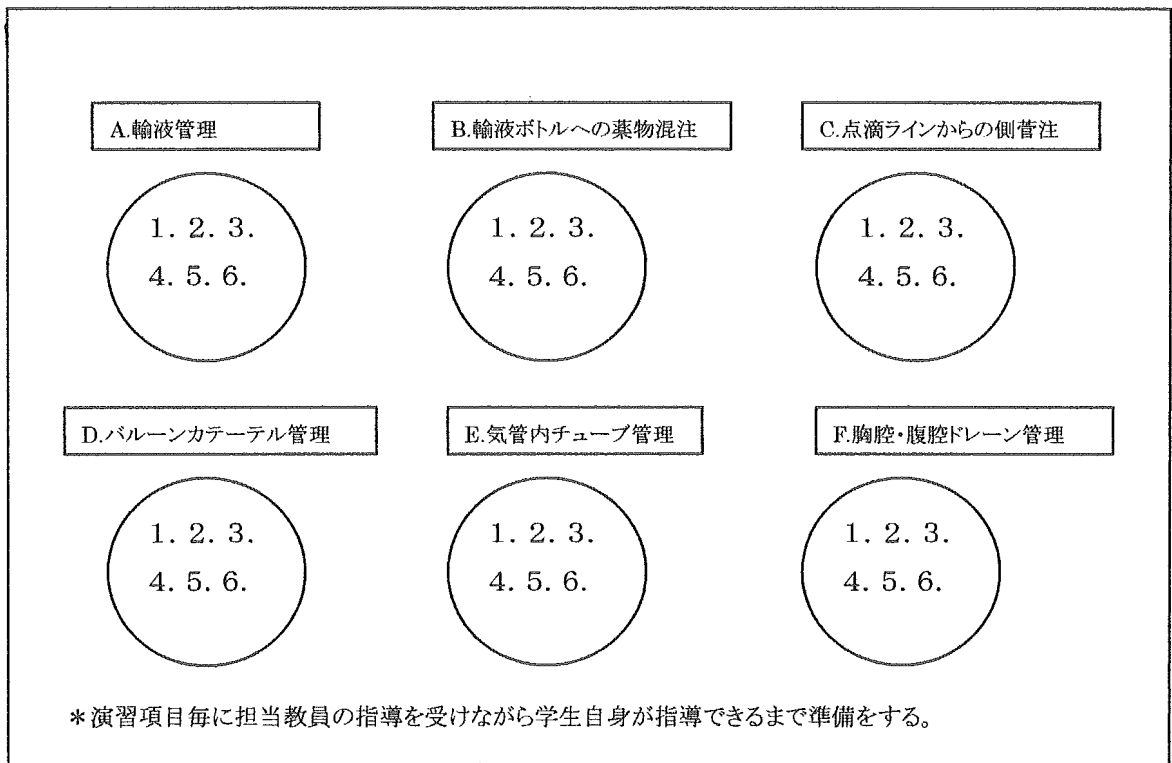 A.輸液管理
B.輸液ボトルへの薬物混注
C.点滴ラインからの側菅注
1. 2. 3.
4. 5. 6.
1. 2. 3.
4. 5. 6.
1. 2. 3.
4. 5. 6.
D.バルーンカテーテル管理
E.気管内チューブ管理
F.胸腔・腹腔ドレーン管理
1. 2. 3.
4. 5. 6.
1. 2. 3.
4. 5. 6.
1. 2. 3.
4. 5. 6.
＊演習項目毎に担当教員の指導を受けながら学生自身が指導できるまで準備をする。